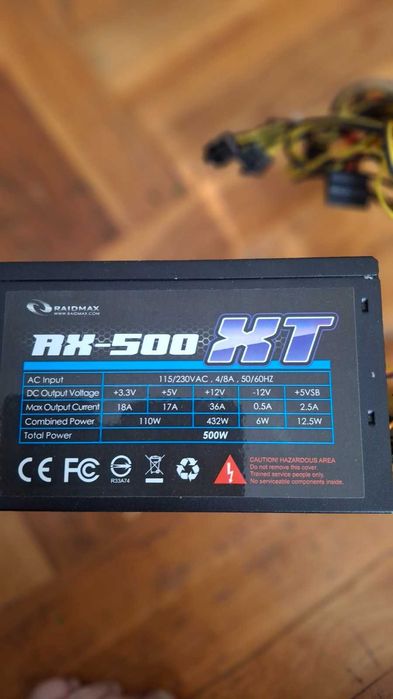 RAIDMAX
WWW.RAIDMAX.COM
RX-500 XT
AC Input 115/230VAC , 4/8A , 50/60HZ
DC Output Voltage +3.3V +5V +12V -12V +5VSB
Max Output Current 18A 17A 36A 0.5A 2.5A
Combined Power 110W 432W 6W 12.5W
Total Power 500W
CE FC R33A74
CAUTION! HAZARDOUS AREA
Do not remove this cover.
Trained service people only.
No serviceable components inside.